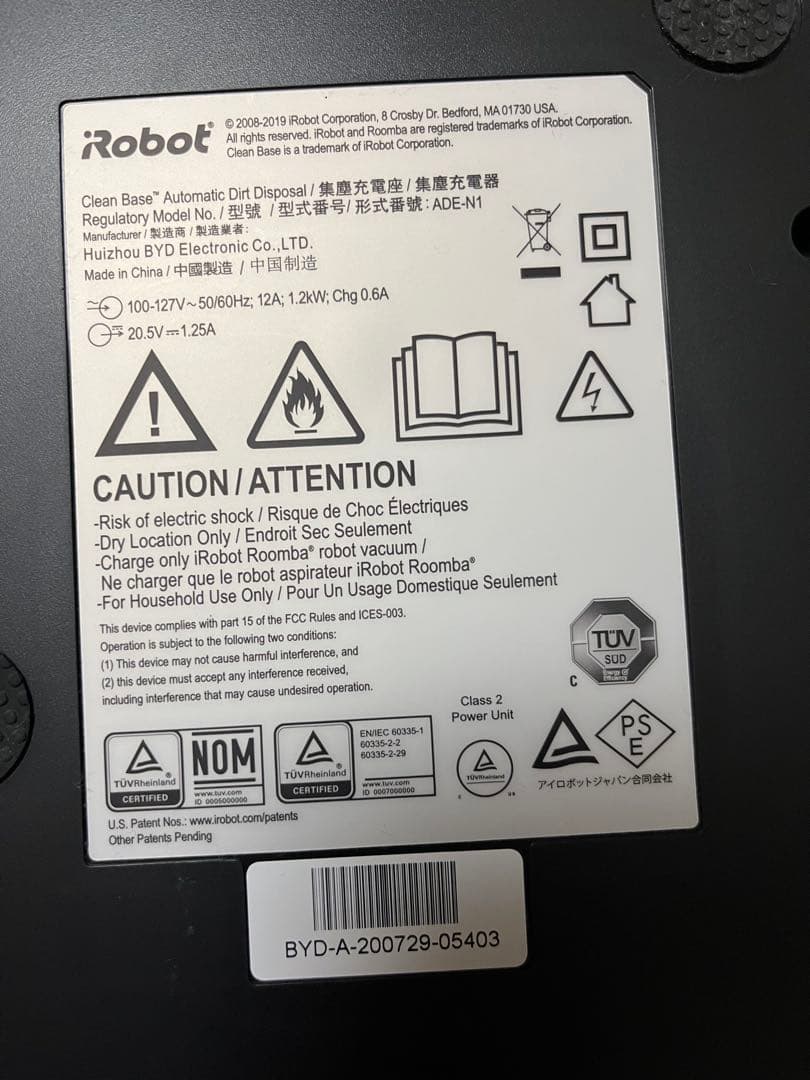 iRobot®
© 2008-2019 iRobot Corporation, 8 Crosby Dr. Bedford, MA 01730 USA.
All rights reserved. iRobot and Roomba are registered trademarks of iRobot Corporation.
Clean Base is a trademark of iRobot Corporation.
Clean Base™ Automatic Dirt Disposal / 集塵充電座 / 集塵充電器
Regulatory Model No. / 型號 / 型式番号/ 形式番號 : ADE-N1
Manufacturer / 製造商 / 製造業者:
Huizhou BYD Electronic Co.,LTD.
Made in China / 中國製造 / 中国制造
100-127V~50/60Hz; 12A; 1.2kW; Chg 0.6A
20.5V⎓1.25A
CAUTION / ATTENTION
-Risk of electric shock / Risque de Choc Électriques
-Dry Location Only / Endroit Sec Seulement
-Charge only iRobot Roomba® robot vacuum /
Ne charger que le robot aspirateur iRobot Roomba®
-For Household Use Only / Pour Un Usage Domestique Seulement
This device complies with part 15 of the FCC Rules and ICES-003.
Operation is subject to the following two conditions:
(1) This device may not cause harmful interference, and
(2) this device must accept any interference received,
including interference that may cause undesired operation.
TÜV
SÜD
Energy
Efficiency
C
TÜVRheinland®
CERTIFIED
NOM
www.tuv.com
ID 0005000000
TÜVRheinland®
CERTIFIED
EN/IEC 60335-1
60335-2-2
60335-2-29
www.tuv.com
ID 0007000000
Class 2
Power Unit
TÜVRheinland
C US
PS
E
アイロボットジャパン合同会社
U.S. Patent Nos.: www.irobot.com/patents
Other Patents Pending
BYD-A-200729-05403